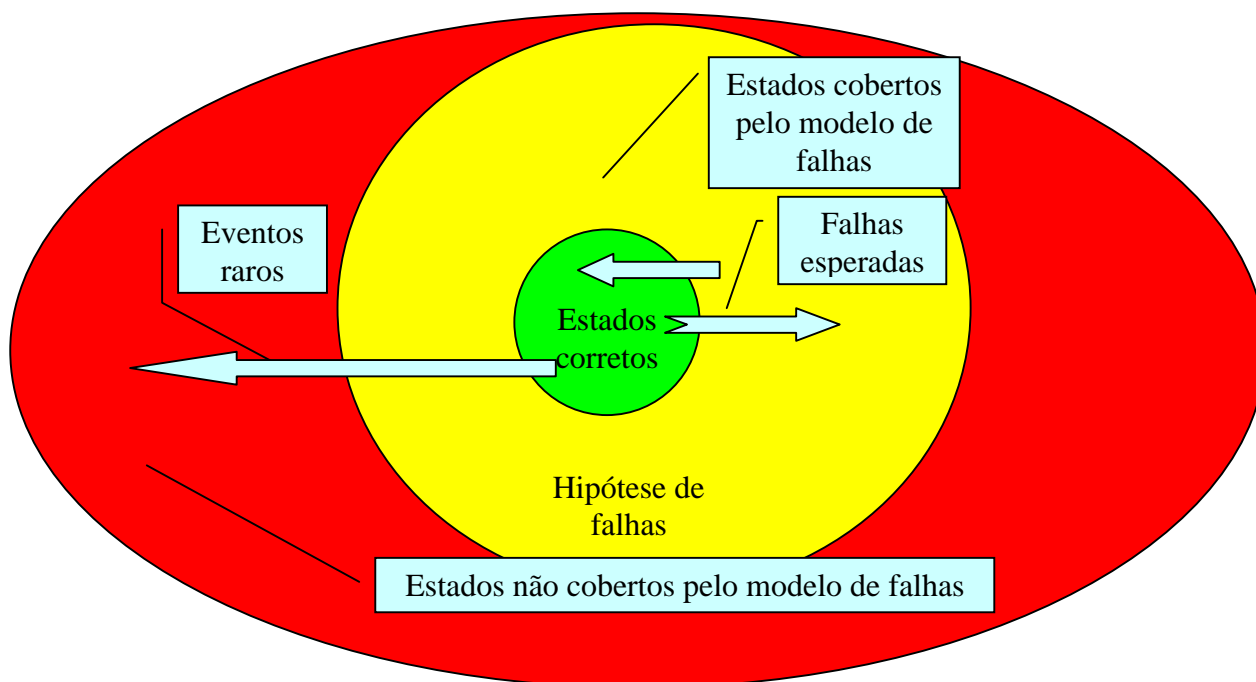 Estados cobertos
pelo modelo de
falhas
Eventos
raros
Falhas
esperadas
Estados
corretos
Hipótese de
falhas
Estados não cobertos pelo modelo de falhas